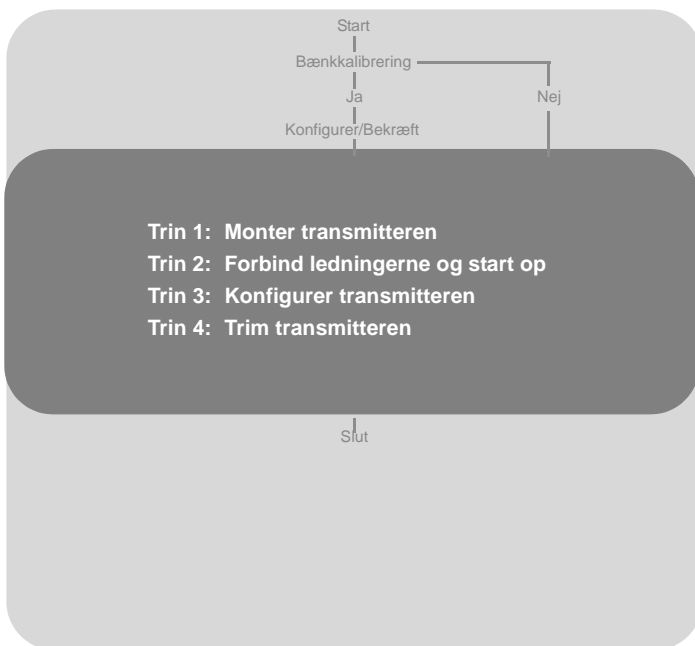 Start
Bænkkalibrering
Ja Nej
Konfigurer/Bekræft
Trin 1: Monter transmitteren
Trin 2: Forbind ledningerne og start op
Trin 3: Konfigurer transmitteren
Trin 4: Trim transmitteren
Slut